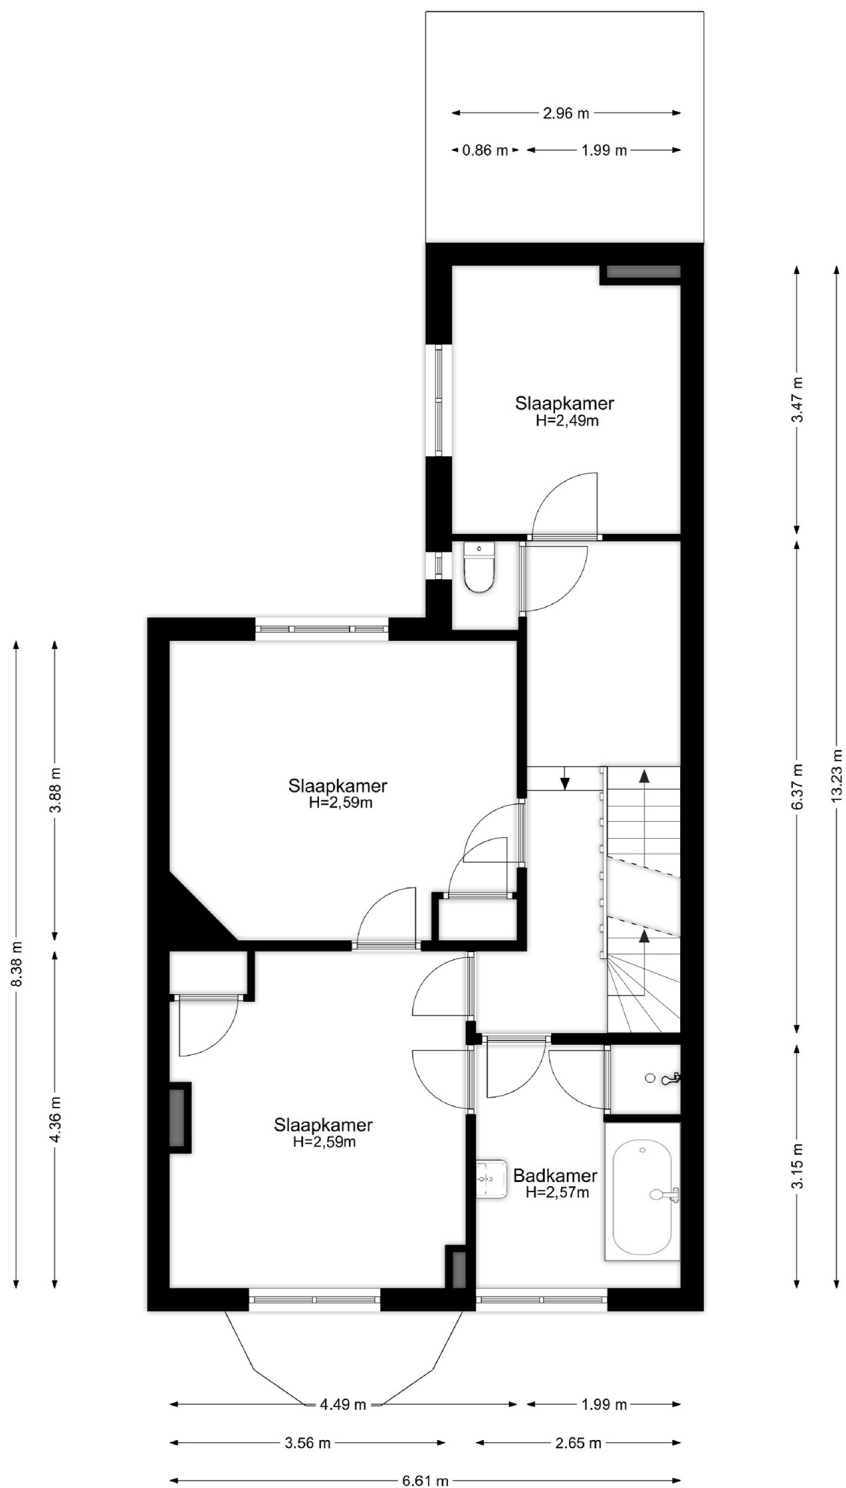 2.96 m
0.86 m
1.99 m
3.47 m
Slaapkamer
H=2,49m
3.88 m
Slaapkamer
H=2,59m
6.37 m
13.23 m
8.38 m
4.36 m
Slaapkamer
H=2,59m
Badkamer
H=2,57m
3.15 m
4.49 m
1.99 m
3.56 m
2.65 m
6.61 m